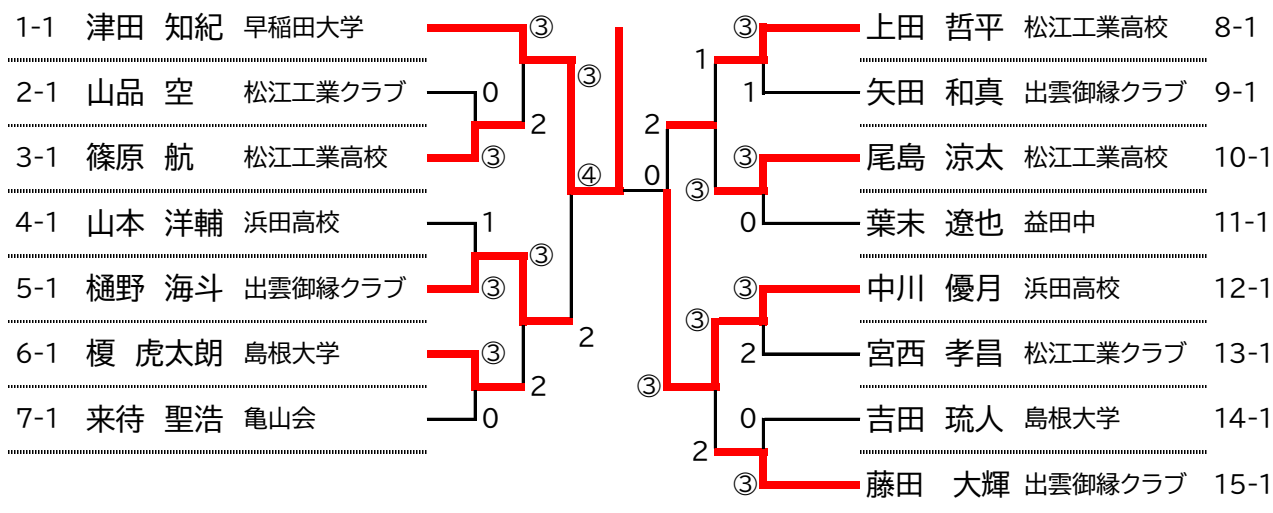 1-1 津田 知紀 早稲田大学 ③ ③ 上田 哲平 松江工業高校 8-1
③ 1
2-1 山品 空 松江工業クラブ 0 1 矢田 和真 出雲御縁クラブ 9-1
2 2
3-1 篠原 航 松江工業高校 ③ ③ 尾島 涼太 松江工業高校 10-1
④ 0 ③
4-1 山本 洋輔 浜田高校 1 0 葉末 遼也 益田中 11-1
③
5-1 樋野 海斗 出雲御縁クラブ ③ ③ 中川 優月 浜田高校 12-1
2 ③
6-1 榎 虎太朗 島根大学 ③ 2 宮西 孝昌 松江工業クラブ 13-1
2 ③
7-1 来待 聖浩 亀山会 0 0 吉田 琉人 島根大学 14-1
2
③ 藤田 大輝 出雲御縁クラブ 15-1